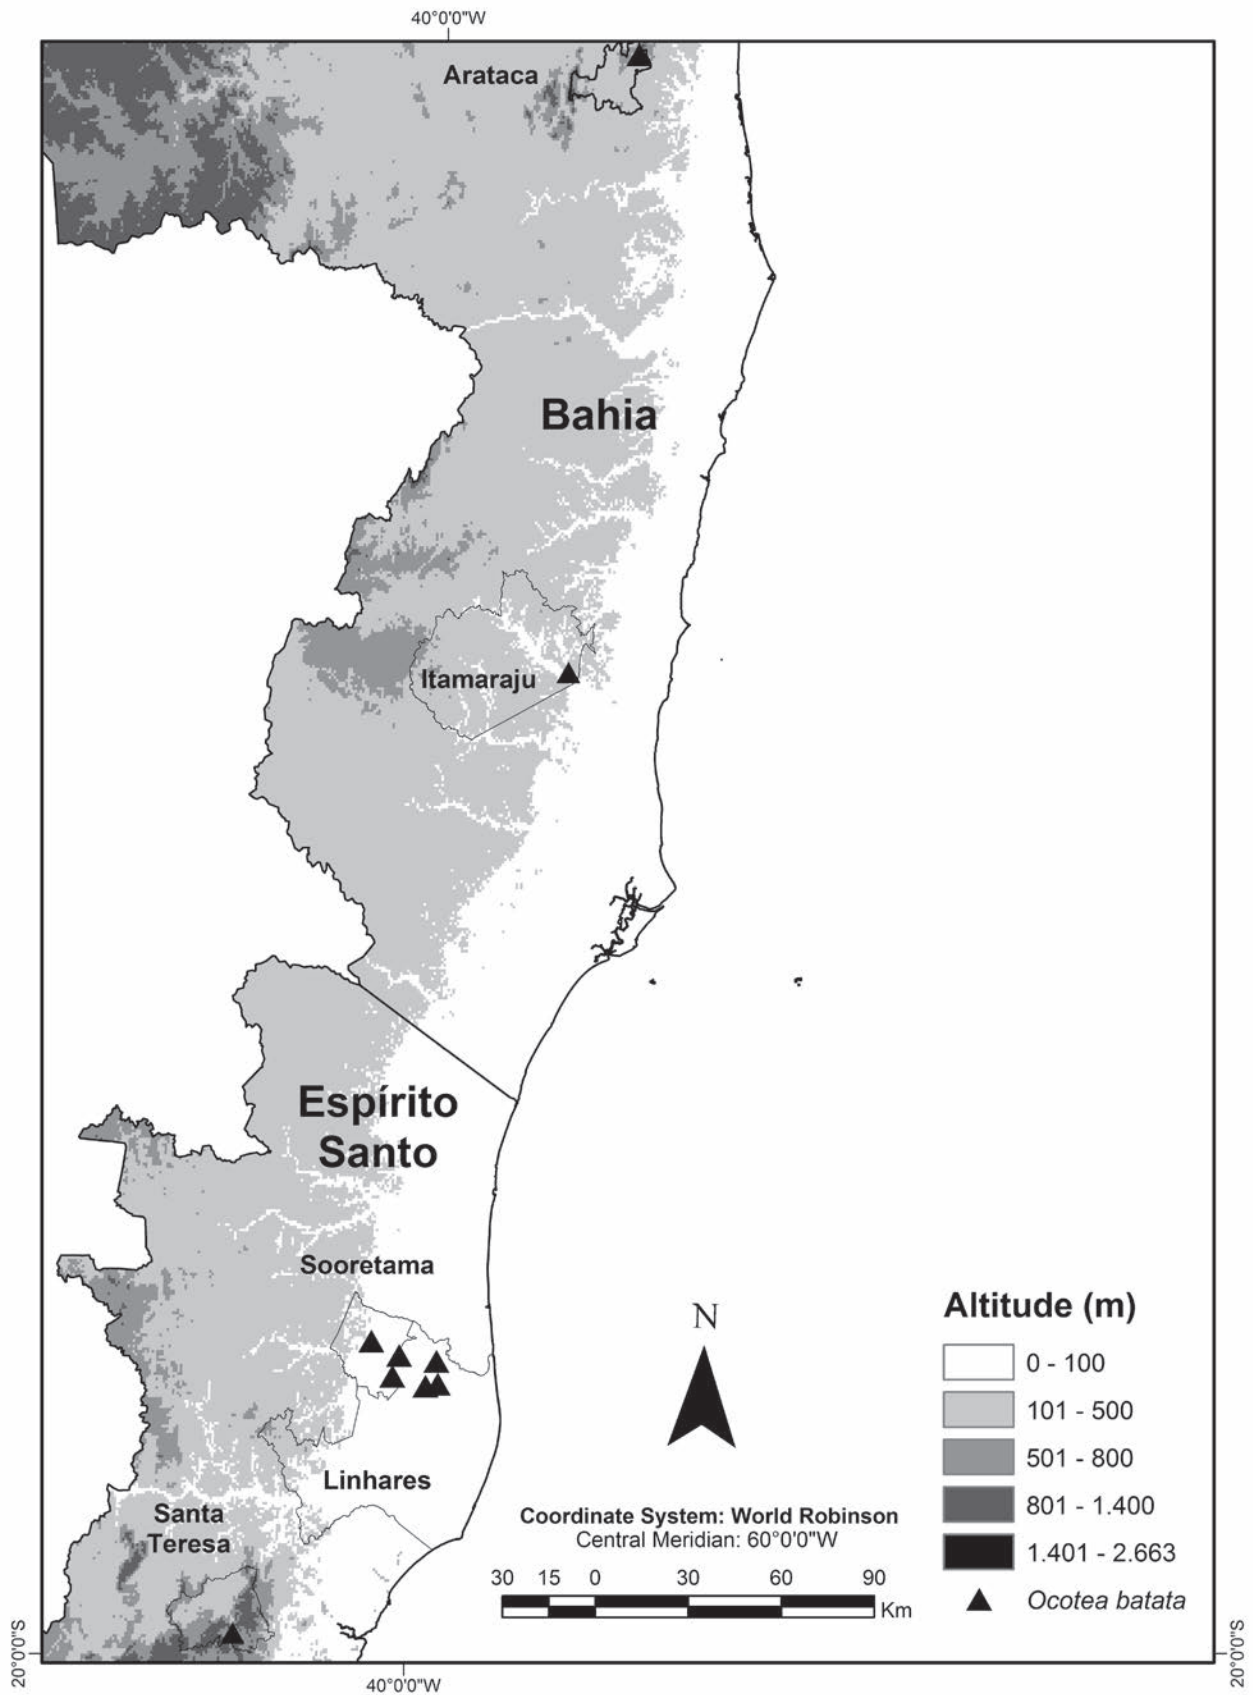 40°0'0"W
Arataca
Bahia
Itamaraju
Espírito
Santo
Sooretama
Linhares
Santa
Teresa
N
Coordinate System: World Robinson
Central Meridian: 60°0'0"W
30 15 0 30 60 90
Km
Altitude (m)
0 - 100
101 - 500
501 - 800
801 - 1.400
1.401 - 2.663
Ocotea batata
20°0'0"S
20°0'0"S
40°0'0"W